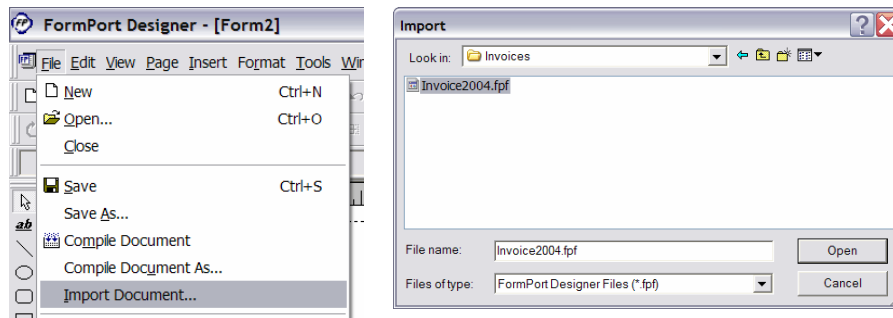 FormPort Designer - [Form2]
File Edit View Page Insert Format Tools
New Ctrl+N
Open... Ctrl+O
Close
Save Ctrl+S
Save As...
Compile Document
Compile Document As...
Import Document...
ab
Import
Look in: Invoices
Invoice2004.fpf
File name: Invoice2004.fpf Open
Files of type: FormPort Designer Files (*.fpf) Cancel